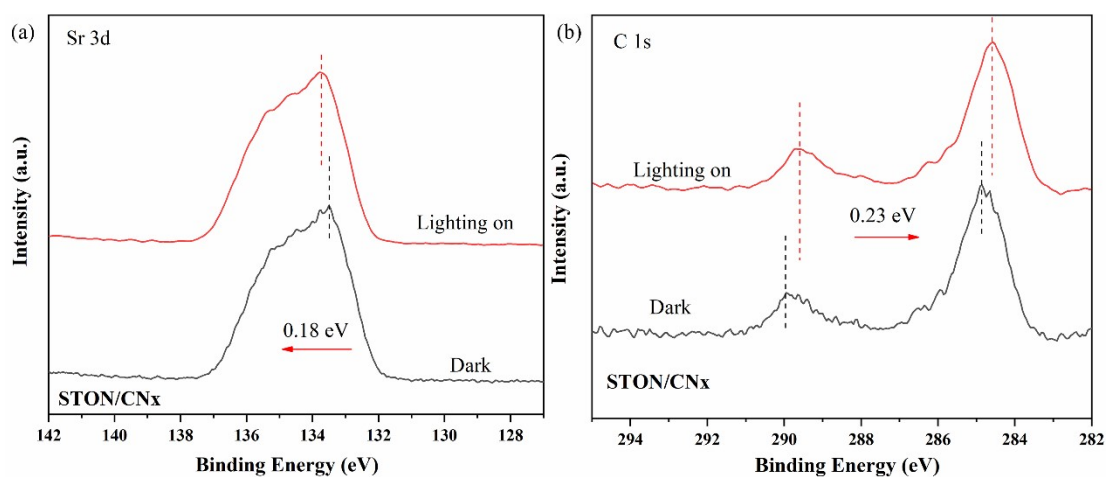 (a)
Sr 3d
Intensity (a.u.)
Lighting on
0.18 eV
Dark
STON/CNx
142 140 138 136 134 132 130 128
Binding Energy (eV)
(b)
C 1s
Intensity (a.u.)
Lighting on
0.23 eV
Dark
STON/CNx
294 292 290 288 286 284 282
Binding Energy (eV)